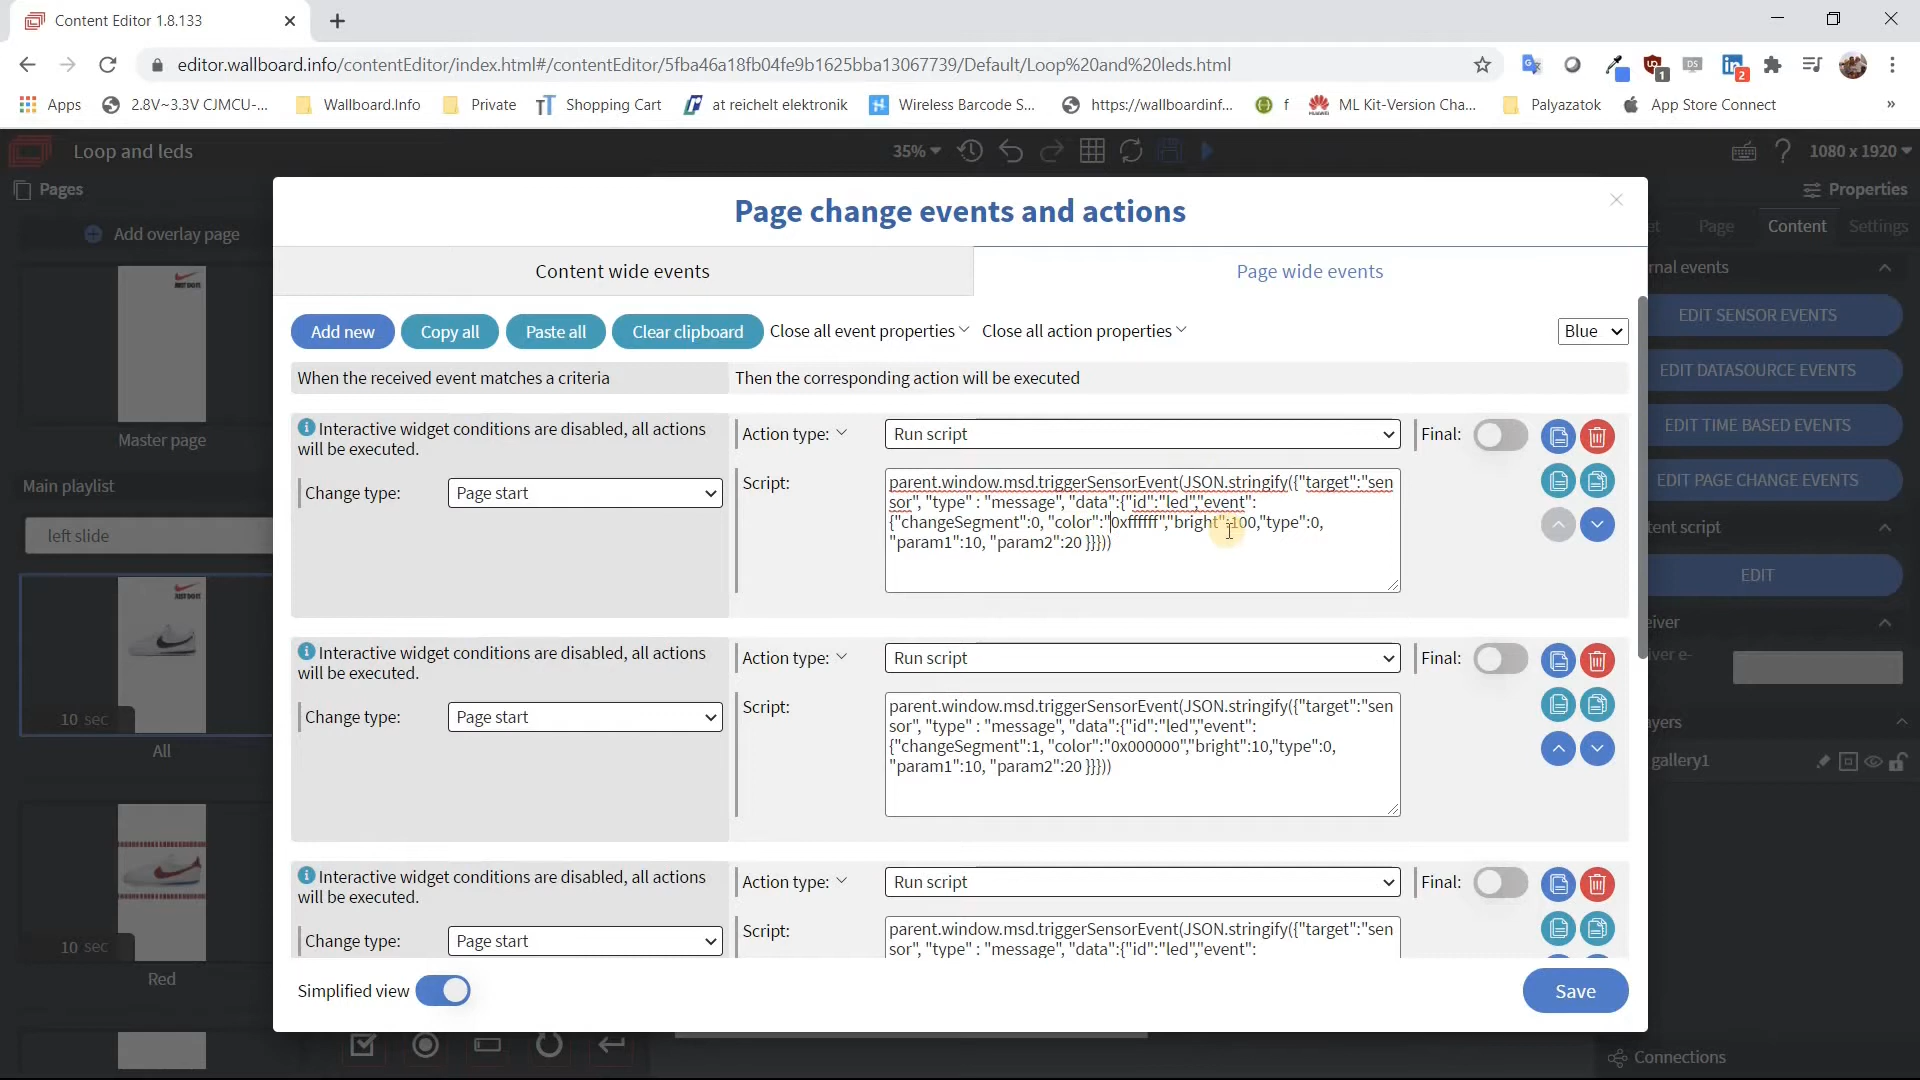 Content Editor 1.8.133
editor.wallboard.info/contentEditor/index.html#/contentEditor/5fba46a18fb04fe9b1625bba13067739/Default/Loop%20and%20leds.html
Apps
2.8V~3.3V CJMCU-...
Wallboard.Info
Private
Shopping Cart
at reichelt elektronik
Wireless Barcode S...
https://wallboardinf...
f
ML Kit-Version Cha...
Palyazatok
App Store Connect
»
Loop and leds
35%
1080 x 1920
Pages
Properties
Add overlay page
Page
Content
Settings
JUST DO IT
Master page
Main playlist
left slide
JUST DO IT
10 sec
All
10 sec
Red
Page change events and actions
Content wide events
Page wide events
Add new
Copy all
Paste all
Clear clipboard
Close all event properties
Close all action properties
Blue
When the received event matches a criteria
Then the corresponding action will be executed
Interactive widget conditions are disabled, all actions
will be executed.
Change type:
Page start
Action type:
Run script
Final:
Script:
parent.window.msd.triggerSensorEvent(JSON.stringify({"target":"sen
sor", "type" : "message", "data":{"id":"led","event":
{"changeSegment":0, "color":"0xffffff","bright":100,"type":0,
"param1":10, "param2":20 }}}))
Interactive widget conditions are disabled, all actions
will be executed.
Change type:
Page start
Action type:
Run script
Final:
Script:
parent.window.msd.triggerSensorEvent(JSON.stringify({"target":"sen
sor", "type" : "message", "data":{"id":"led","event":
{"changeSegment":1, "color":"0x000000","bright":10,"type":0,
"param1":10, "param2":20 }}}))
Interactive widget conditions are disabled, all actions
will be executed.
Change type:
Page start
Action type:
Run script
Final:
Script:
parent.window.msd.triggerSensorEvent(JSON.stringify({"target":"sen
sor", "type" : "message", "data":{"id":"led","event":
Simplified view
Save
rnal events
EDIT SENSOR EVENTS
EDIT DATASOURCE EVENTS
EDIT TIME BASED EVENTS
EDIT PAGE CHANGE EVENTS
tent script
EDIT
eiver
iver e-
ayers
gallery1
Connections